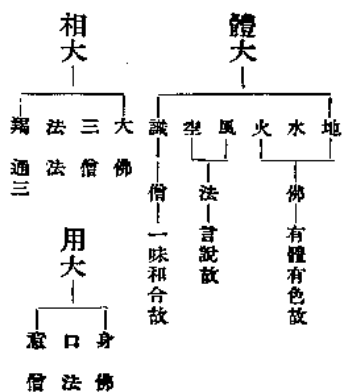 體大
地
水
火
佛
有體有色故
風
空
法
言說故
識
僧
一味和合故
相大
大佛
三僧
法法
羯通三
用大
身佛
口法
意僧